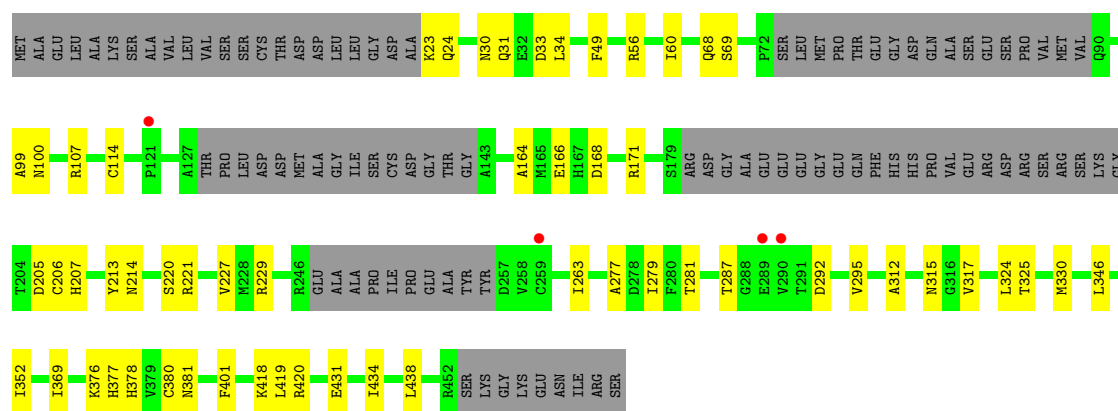 MET ALA GLU LEU LEU ALA LYS SER ALA VAL LEU VAL SER SER CYS THR ASP ASP LEU LEU GLY ASP ALA K23 Q24 N30 Q31 E32 D33 L34 F49 R56 I60 Q68 S69 P72 SER LEU MET PRO THR GLU GLY ASP GLN ALA SER GLU SER PRO VAL MET VAL Q90
A99 N100 R107 C114 P121 A127 THR PRO LEU ASP ASP MET ALA GLY ILE SER CYS ASP GLY THR GLY A143 A164 M165 E166 H167 D168 R171 S179 ARG ASP GLY ALA GLU GLU GLU GLY GLU GLN PHE HIS HIS PRO VAL GLU ARG ASP ARG SER ARG SER LYS GLY
T204 D205 C206 H207 Y213 N214 S220 R221 V227 M228 R229 R246 GLU ALA ALA PRO ILE PRO GLU ALA TYR TYR D257 V258 C259 I263 A277 D278 I279 F280 T281 T287 G288 E289 V290 T291 D292 V295 A312 N315 G316 V317 L324 T325 M330 L346
I352 I369 K376 H377 H378 V379 C380 N381 F401 K418 L419 R420 E431 I434 L438 R452 SER LYS GLY LYS GLU ASN ILE ARG SER